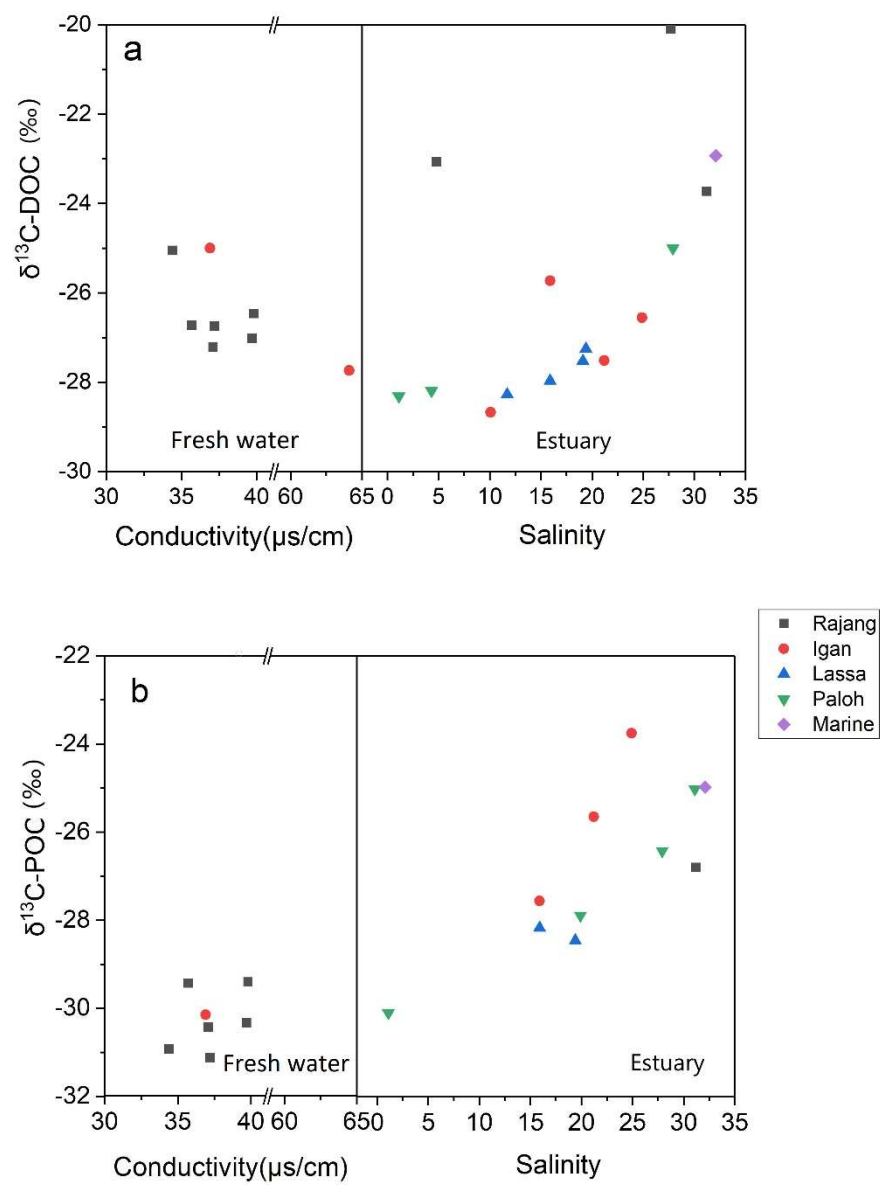 a
δ¹³C-DOC (‰)
-20
-22
-24
-26
-28
-30
Fresh water
Estuary
30 35 40 60 65 0 5 10 15 20 25 30 35
Conductivity(μs/cm)
Salinity
Rajang
Igan
Lassa
Paloh
Marine
b
δ¹³C-POC (‰)
-22
-24
-26
-28
-30
-32
Fresh water
Estuary
30 35 40 60 65 0 5 10 15 20 25 30 35
Conductivity(μs/cm)
Salinity